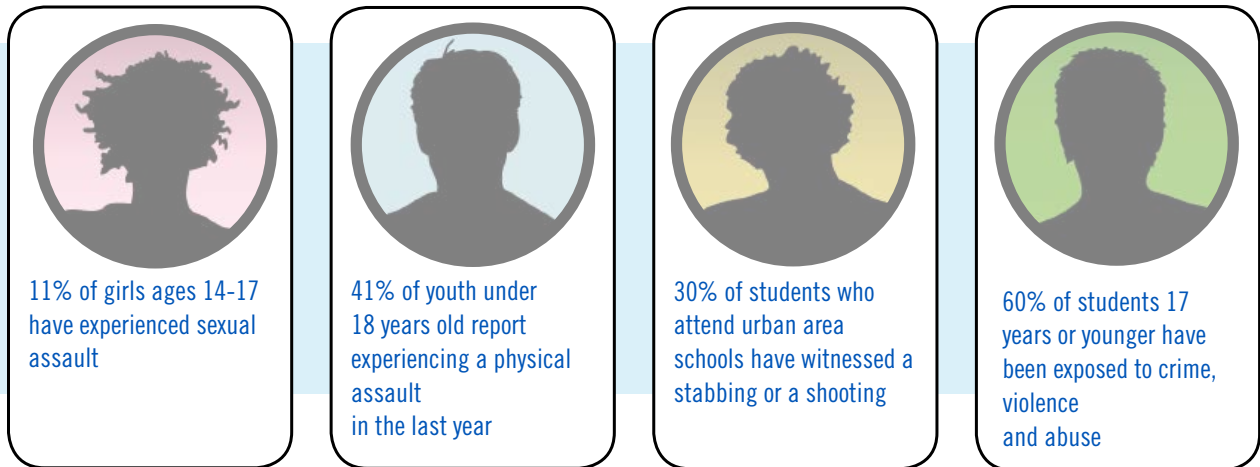 11% of girls ages 14-17
have experienced sexual
assault
41% of youth under
18 years old report
experiencing a physical
assault
in the last year
30% of students who
attend urban area
schools have witnessed a
stabbing or a shooting
60% of students 17
years or younger have
been exposed to crime,
violence
and abuse